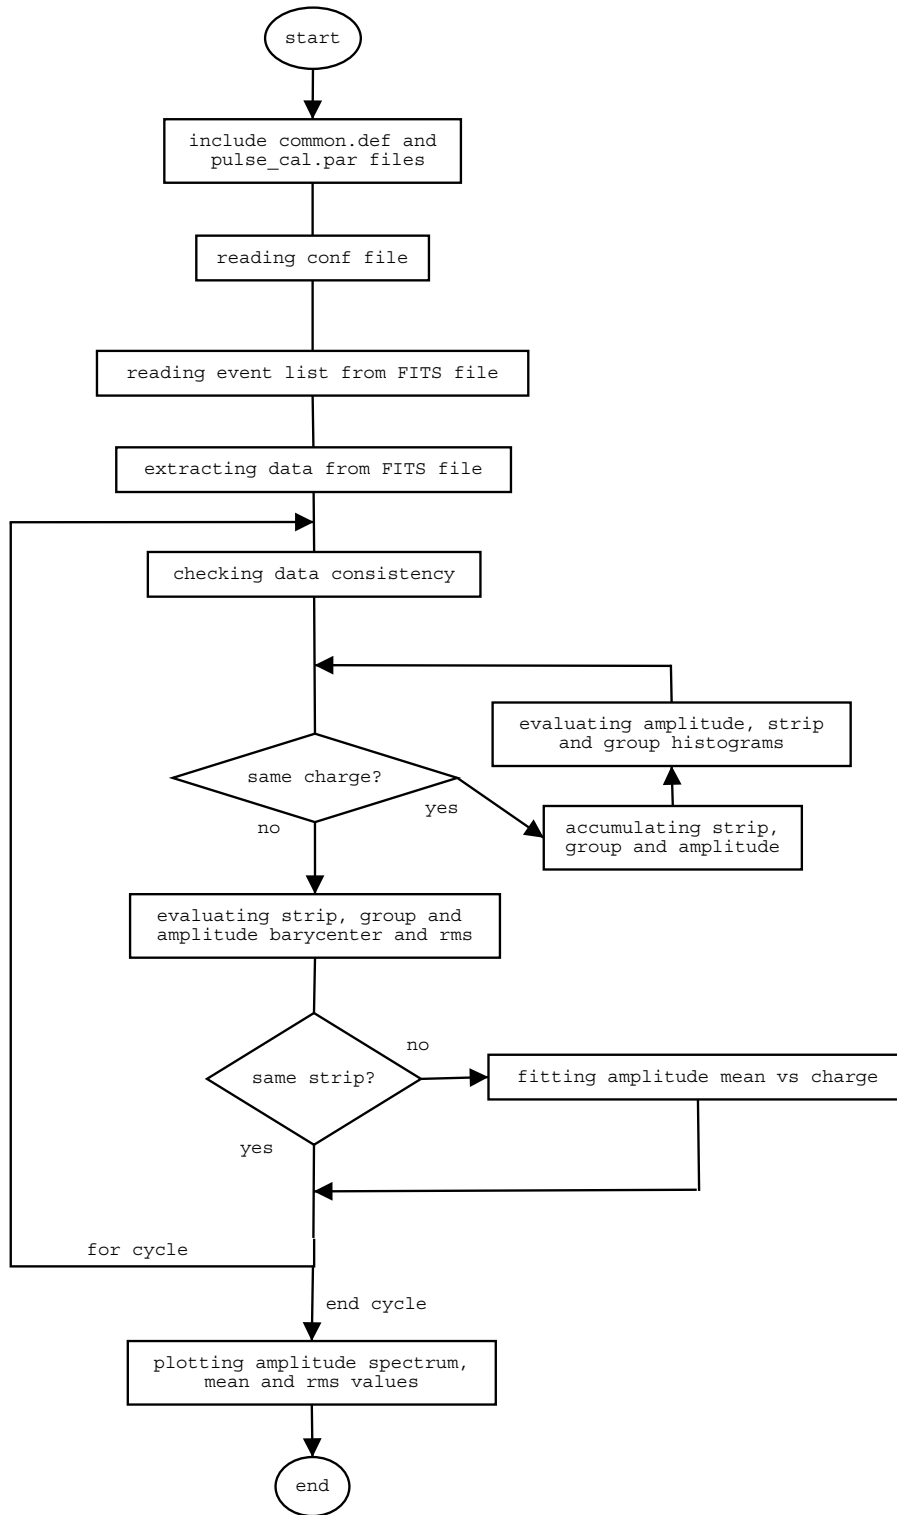 start
include common.def and
pulse_cal.par files
reading conf file
reading event list from FITS file
extracting data from FITS file
checking data consistency
evaluating amplitude, strip
and group histograms
same charge?
yes
no
accumulating strip,
group and amplitude
evaluating strip, group and
amplitude barycenter and rms
no
same strip?
fitting amplitude mean vs charge
yes
for cycle
end cycle
plotting amplitude spectrum,
mean and rms values
end